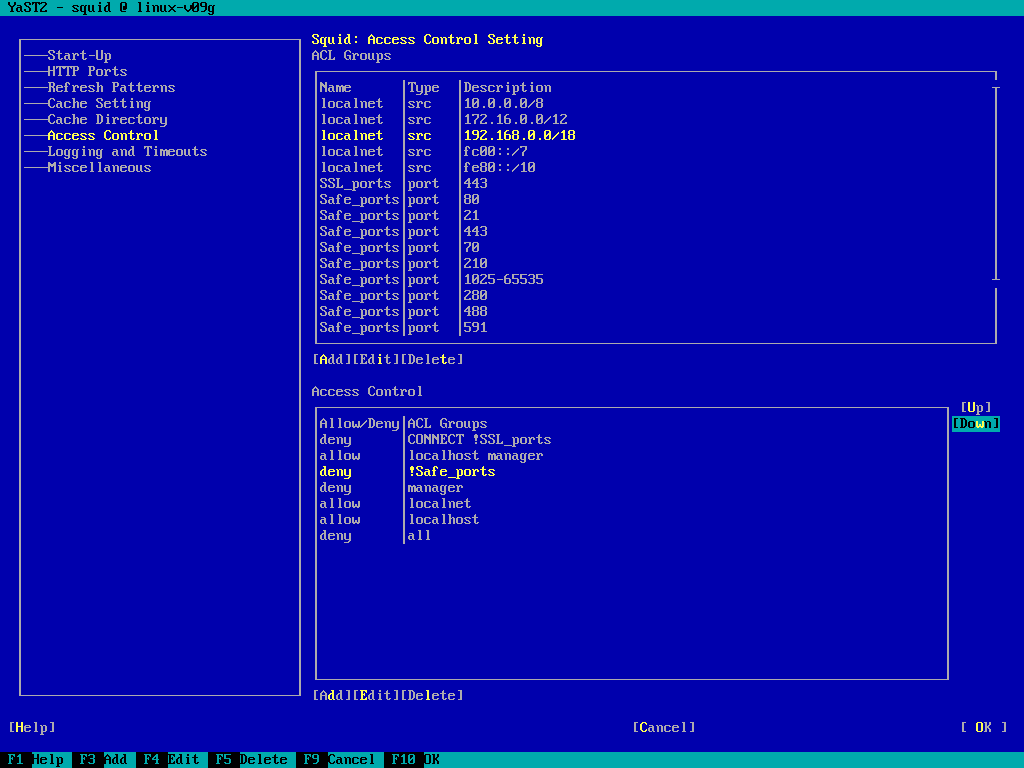 YaST2 - squid @ linux-v09g
Start-Up
HTTP Ports
Refresh Patterns
Cache Setting
Cache Directory
Access Control
Logging and Timeouts
Miscellaneous
Squid: Access Control Setting
ACL Groups
Name Type Description
localnet src 10.0.0.0/8
localnet src 172.16.0.0/12
localnet src 192.168.0.0/18
localnet src fc00::/7
localnet src fe80::/10
SSL_ports port 443
Safe_ports port 80
Safe_ports port 21
Safe_ports port 443
Safe_ports port 70
Safe_ports port 210
Safe_ports port 1025-65535
Safe_ports port 280
Safe_ports port 488
Safe_ports port 591
[Add][Edit][Delete]
Access Control
[Up]
[Down]
Allow/Deny ACL Groups
deny CONNECT !SSL_ports
allow localhost manager
deny !Safe_ports
deny manager
allow localnet
allow localhost
deny all
[Add][Edit][Delete]
[Help] [Cancel] [ OK ]
F1 Help F3 Add F4 Edit F5 Delete F9 Cancel F10 OK